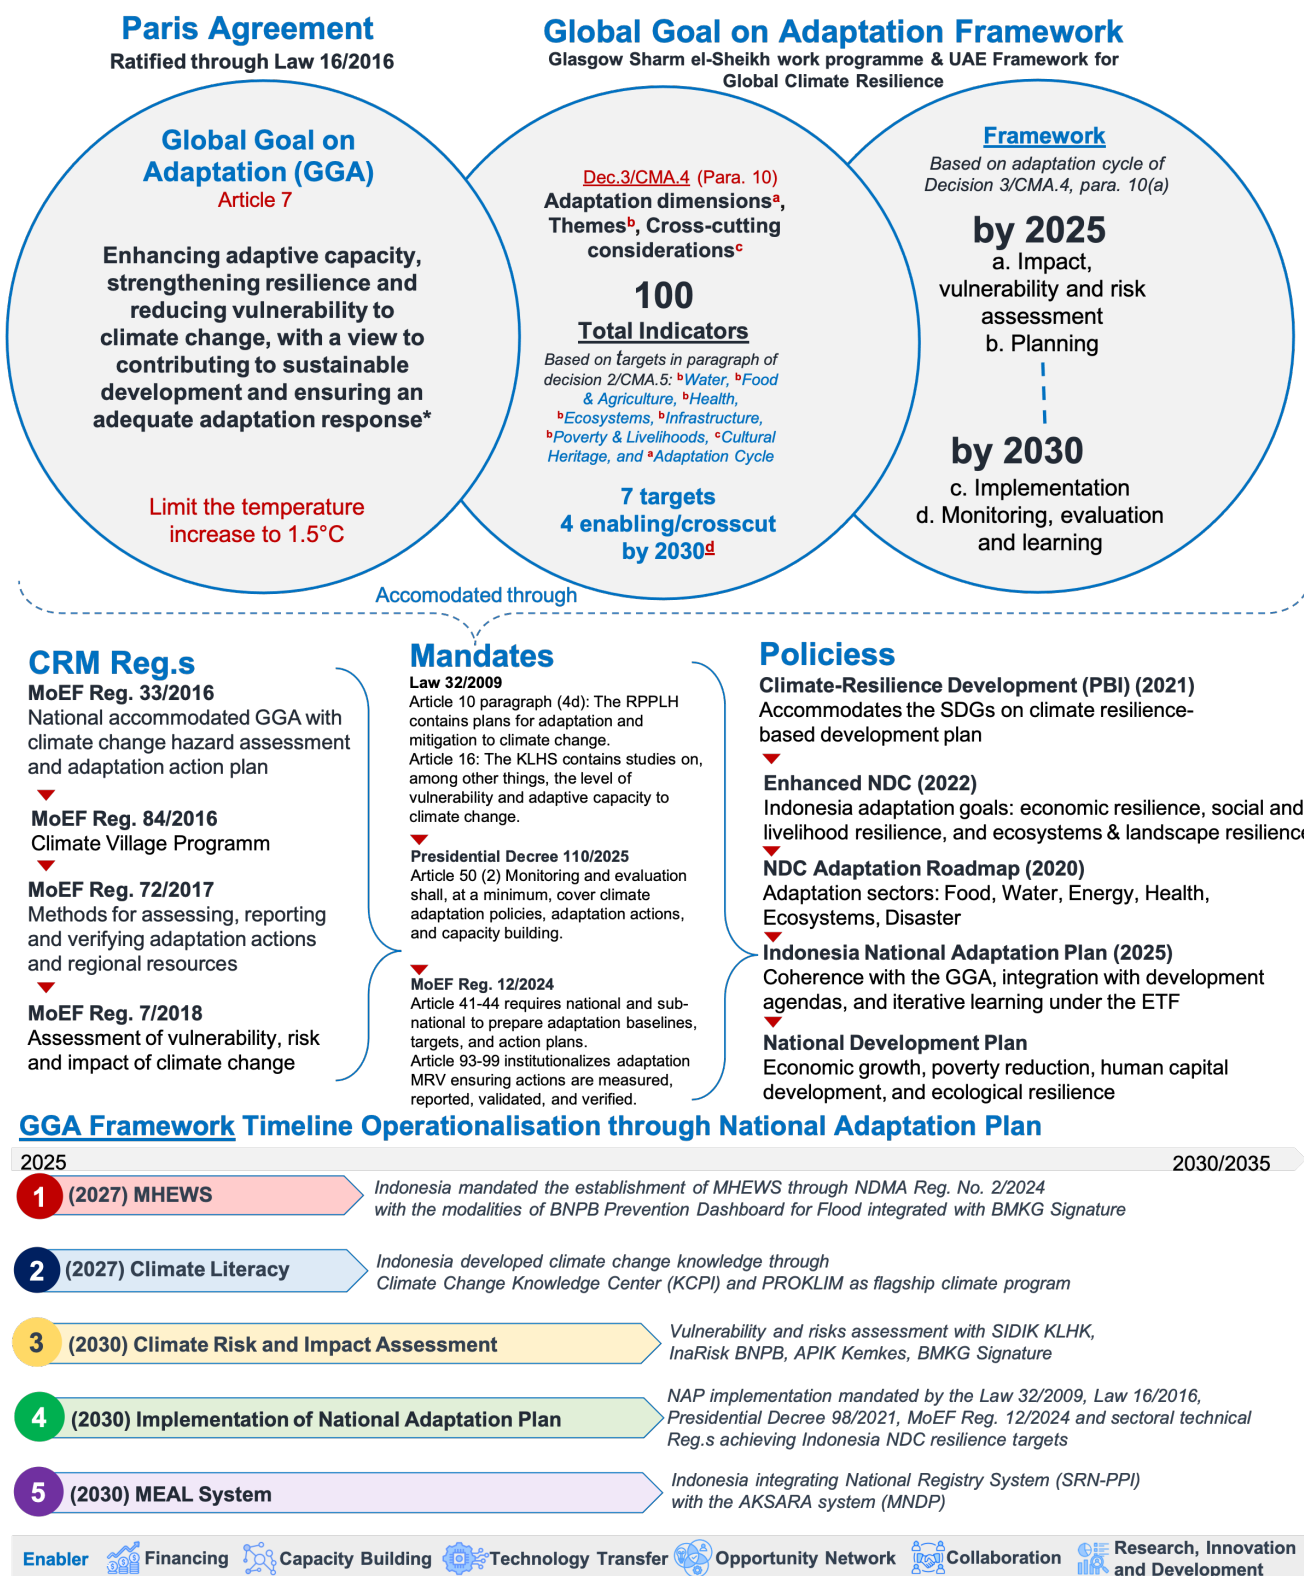 Paris Agreement
Ratified through Law 16/2016
Global Goal on Adaptation Framework
Glasgow Sharm el-Sheikh work programme & UAE Framework for
Global Climate Resilience
Global Goal on
Adaptation (GGA)
Article 7
Enhancing adaptive capacity,
strengthening resilience and
reducing vulnerability to
climate change, with a view to
contributing to sustainable
development and ensuring an
adequate adaptation response*
Limit the temperature
increase to 1.5°C
Dec.3/CMA.4 (Para. 10)
Adaptation dimensionsᵃ,
Themesᵇ, Cross-cutting
considerationsᶜ
100
Total Indicators
Based on targets in paragraph of
decision 2/CMA.5: ᵇWater, ᵇFood
& Agriculture, ᵇHealth,
ᵇEcosystems, ᵇInfrastructure,
ᵇPoverty & Livelihoods, ᶜCultural
Heritage, and ᵃAdaptation Cycle
7 targets
4 enabling/crosscut
by 2030ᵈ
Framework
Based on adaptation cycle of
Decision 3/CMA.4, para. 10(a)
by 2025
a. Impact,
vulnerability and risk
assessment
b. Planning
by 2030
c. Implementation
d. Monitoring, evaluation
and learning
Accomodated through
CRM Reg.s
MoEF Reg. 33/2016
National accommodated GGA with
climate change hazard assessment
and adaptation action plan
MoEF Reg. 84/2016
Climate Village Programm
MoEF Reg. 72/2017
Methods for assessing, reporting
and verifying adaptation actions
and regional resources
MoEF Reg. 7/2018
Assessment of vulnerability, risk
and impact of climate change
Mandates
Law 32/2009
Article 10 paragraph (4d): The RPPLH
contains plans for adaptation and
mitigation to climate change.
Article 16: The KLHS contains studies on,
among other things, the level of
vulnerability and adaptive capacity to
climate change.
Presidential Decree 110/2025
Article 50 (2) Monitoring and evaluation
shall, at a minimum, cover climate
adaptation policies, adaptation actions,
and capacity building.
MoEF Reg. 12/2024
Article 41-44 requires national and sub-
national to prepare adaptation baselines,
targets, and action plans.
Article 93-99 institutionalizes adaptation
MRV ensuring actions are measured,
reported, validated, and verified.
Policiess
Climate-Resilience Development (PBI) (2021)
Accommodates the SDGs on climate resilience-
based development plan
Enhanced NDC (2022)
Indonesia adaptation goals: economic resilience, social and
livelihood resilience, and ecosystems & landscape resilience
NDC Adaptation Roadmap (2020)
Adaptation sectors: Food, Water, Energy, Health,
Ecosystems, Disaster
Indonesia National Adaptation Plan (2025)
Coherence with the GGA, integration with development
agendas, and iterative learning under the ETF
National Development Plan
Economic growth, poverty reduction, human capital
development, and ecological resilience
GGA Framework Timeline Operationalisation through National Adaptation Plan
2025
2030/2035
1 (2027) MHEWS
Indonesia mandated the establishment of MHEWS through NDMA Reg. No. 2/2024
with the modalities of BNPB Prevention Dashboard for Flood integrated with BMKG Signature
2 (2027) Climate Literacy
Indonesia developed climate change knowledge through
Climate Change Knowledge Center (KCPI) and PROKLIM as flagship climate program
3 (2030) Climate Risk and Impact Assessment
Vulnerability and risks assessment with SIDIK KLHK,
InaRisk BNPB, APIK Kemkes, BMKG Signature
4 (2030) Implementation of National Adaptation Plan
NAP implementation mandated by the Law 32/2009, Law 16/2016,
Presidential Decree 98/2021, MoEF Reg. 12/2024 and sectoral technical
Reg.s achieving Indonesia NDC resilience targets
5 (2030) MEAL System
Indonesia integrating National Registry System (SRN-PPI)
with the AKSARA system (MNDP)
Enabler
Financing
Capacity Building
Technology Transfer
Opportunity Network
Collaboration
Research, Innovation
and Development